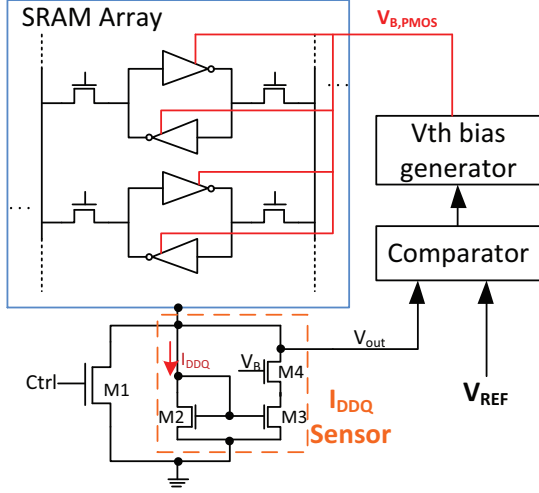 SRAM Array
V_B,PMOS
...
...
...
Vth bias
generator
Comparator
I_DDQ
V_B
M4
V_out
Ctrl
M1
M2
M3
I_DDQ
Sensor
V_REF